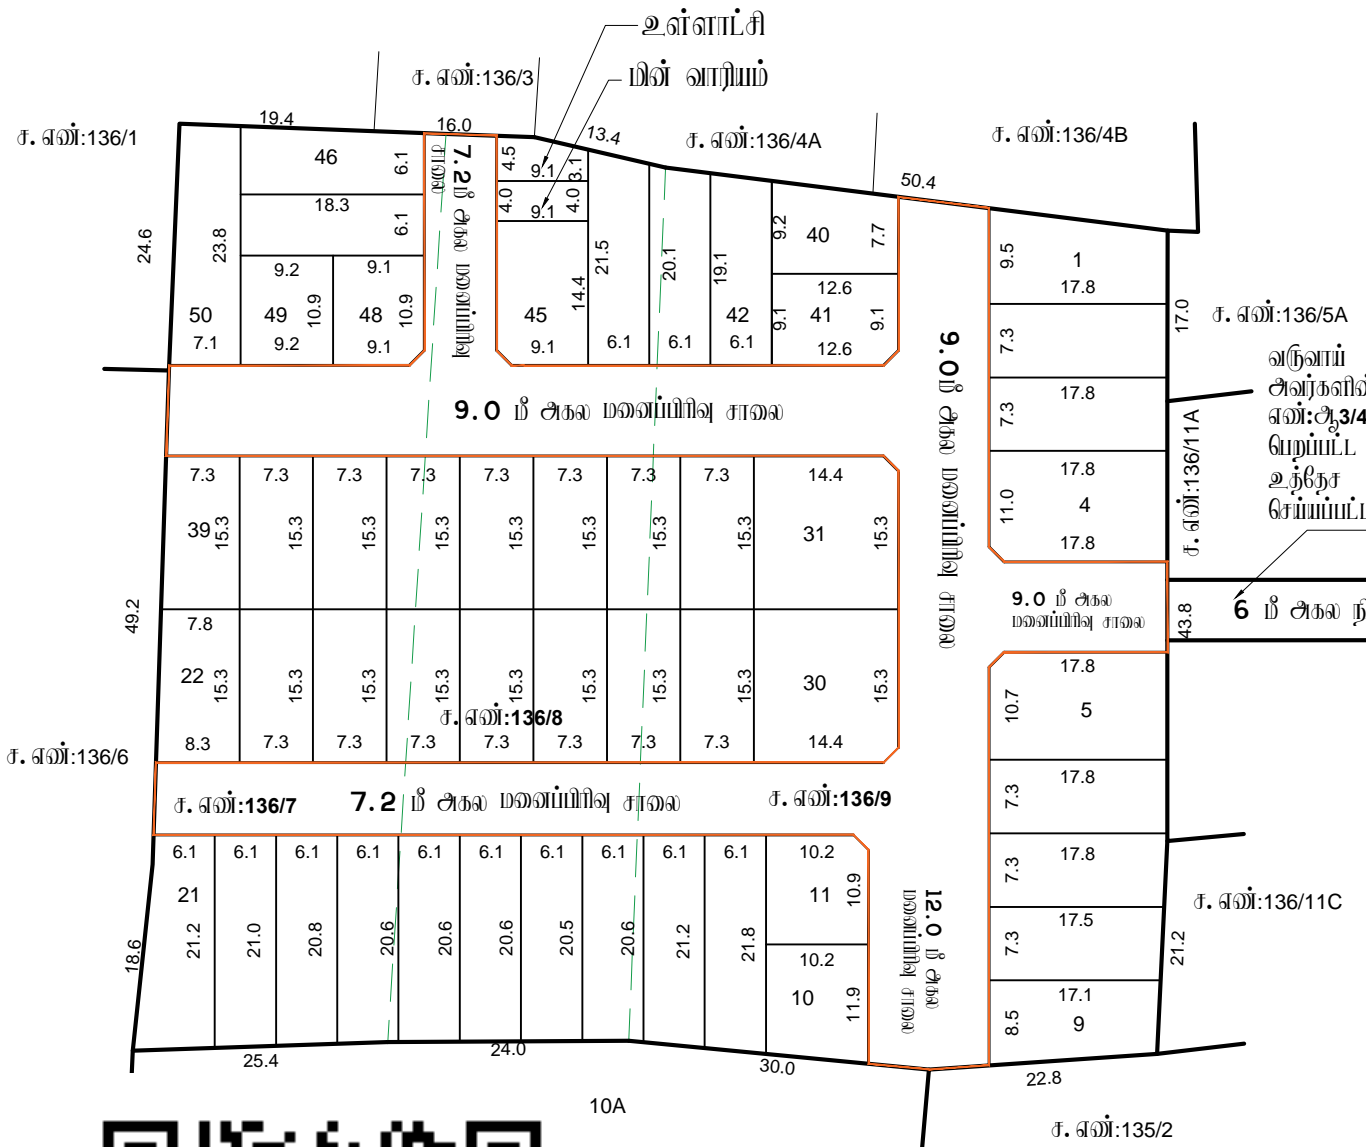 உள்ளாட்சி
மின் வாரியம்
ச.எண்:136/3
ச.எண்:136/1
ச.எண்:136/4A
ச.எண்:136/4B
19.4
16.0
13.4
50.4
46
6.1
18.3
6.1
24.6
23.8
9.2
9.1
50
49
10.9
48
10.9
7.1
9.2
9.1
7.2 மீ அகல மனைப்பிரிவு
சாலை
4.5
9.1
3.1
4.0
9.1
4.0
45
14.4
9.1
21.5
6.1
20.1
6.1
19.1
42
6.1
9.2
40
7.7
12.6
9.1
41
9.1
12.6
9.5
1
17.8
17.0
ச.எண்:136/5A
7.3
7.3
17.8
17.8
11.0
4
17.8
ச.எண்:136/11A
வருவாய்
எண்:ஆ3/4
பெறப்பட்ட
உத்தேச
9.0 மீ அகல மனைப்பிரிவு சாலை
9.0 மீ அகல மனைப்பிரிவு சாலை
7.3 7.3 7.3 7.3 7.3 7.3 7.3 7.3 14.4
39 15.3 15.3 15.3 15.3 15.3 15.3 15.3 15.3 31 15.3
49.2
9.0 மீ அகல
மனைப்பிரிவு சாலை
43.8
6 மீ அகல
7.8
22 15.3 15.3 15.3 15.3 15.3 15.3 15.3 15.3 30 15.3
ச.எண்:136/8
8.3 7.3 7.3 7.3 7.3 7.3 7.3 7.3 14.4
17.8
10.7
5
ச.எண்:136/6
ச.எண்:136/7
7.2 மீ அகல மனைப்பிரிவு சாலை
ச.எண்:136/9
17.8
7.3
17.8
7.3
17.5
7.3
17.1
8.5
9
6.1 6.1 6.1 6.1 6.1 6.1 6.1 6.1 6.1 6.1 10.2
21
11
10.9
21.2 21.0 20.8 20.6 20.6 20.6 20.5 20.6 21.2 21.8
10.2
10
11.9
12.0 மீ அகல
மனைப்பிரிவு சாலை
ச.எண்:136/11C
21.2
18.6
25.4
24.0
30.0
22.8
10A
ச.எண்:135/2